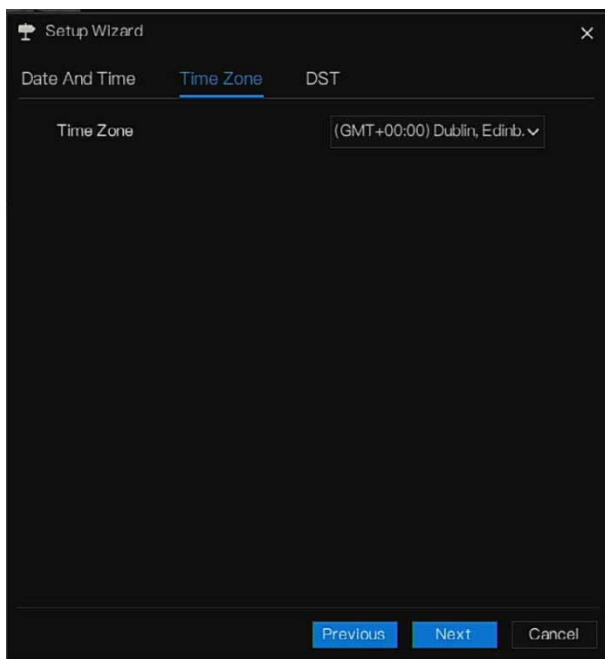 Setup Wizard
Date And Time Time Zone DST
Time Zone (GMT+00:00) Dublin, Edinb.
Previous Next Cancel